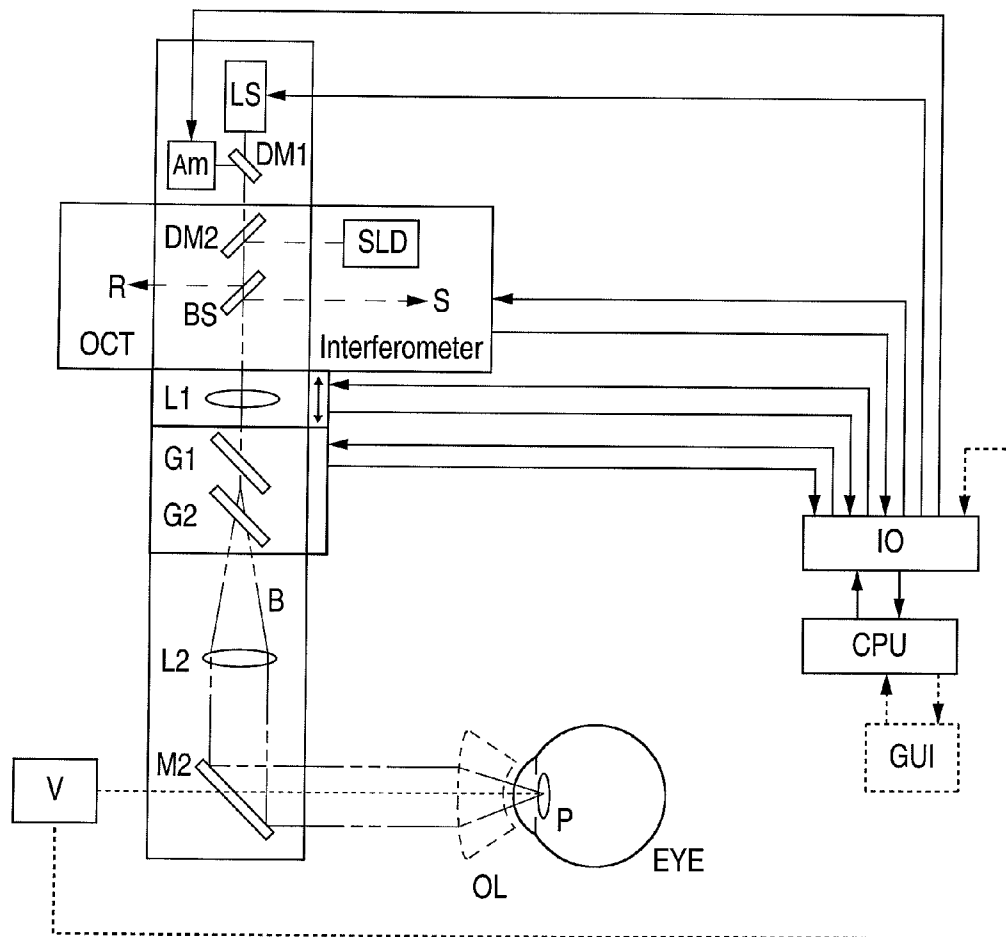 LS
Am
DM1
DM2
SLD
R
BS
S
OCT
Interferometer
L1
G1
G2
IO
B
L2
CPU
M2
GUI
V
P
EYE
OL